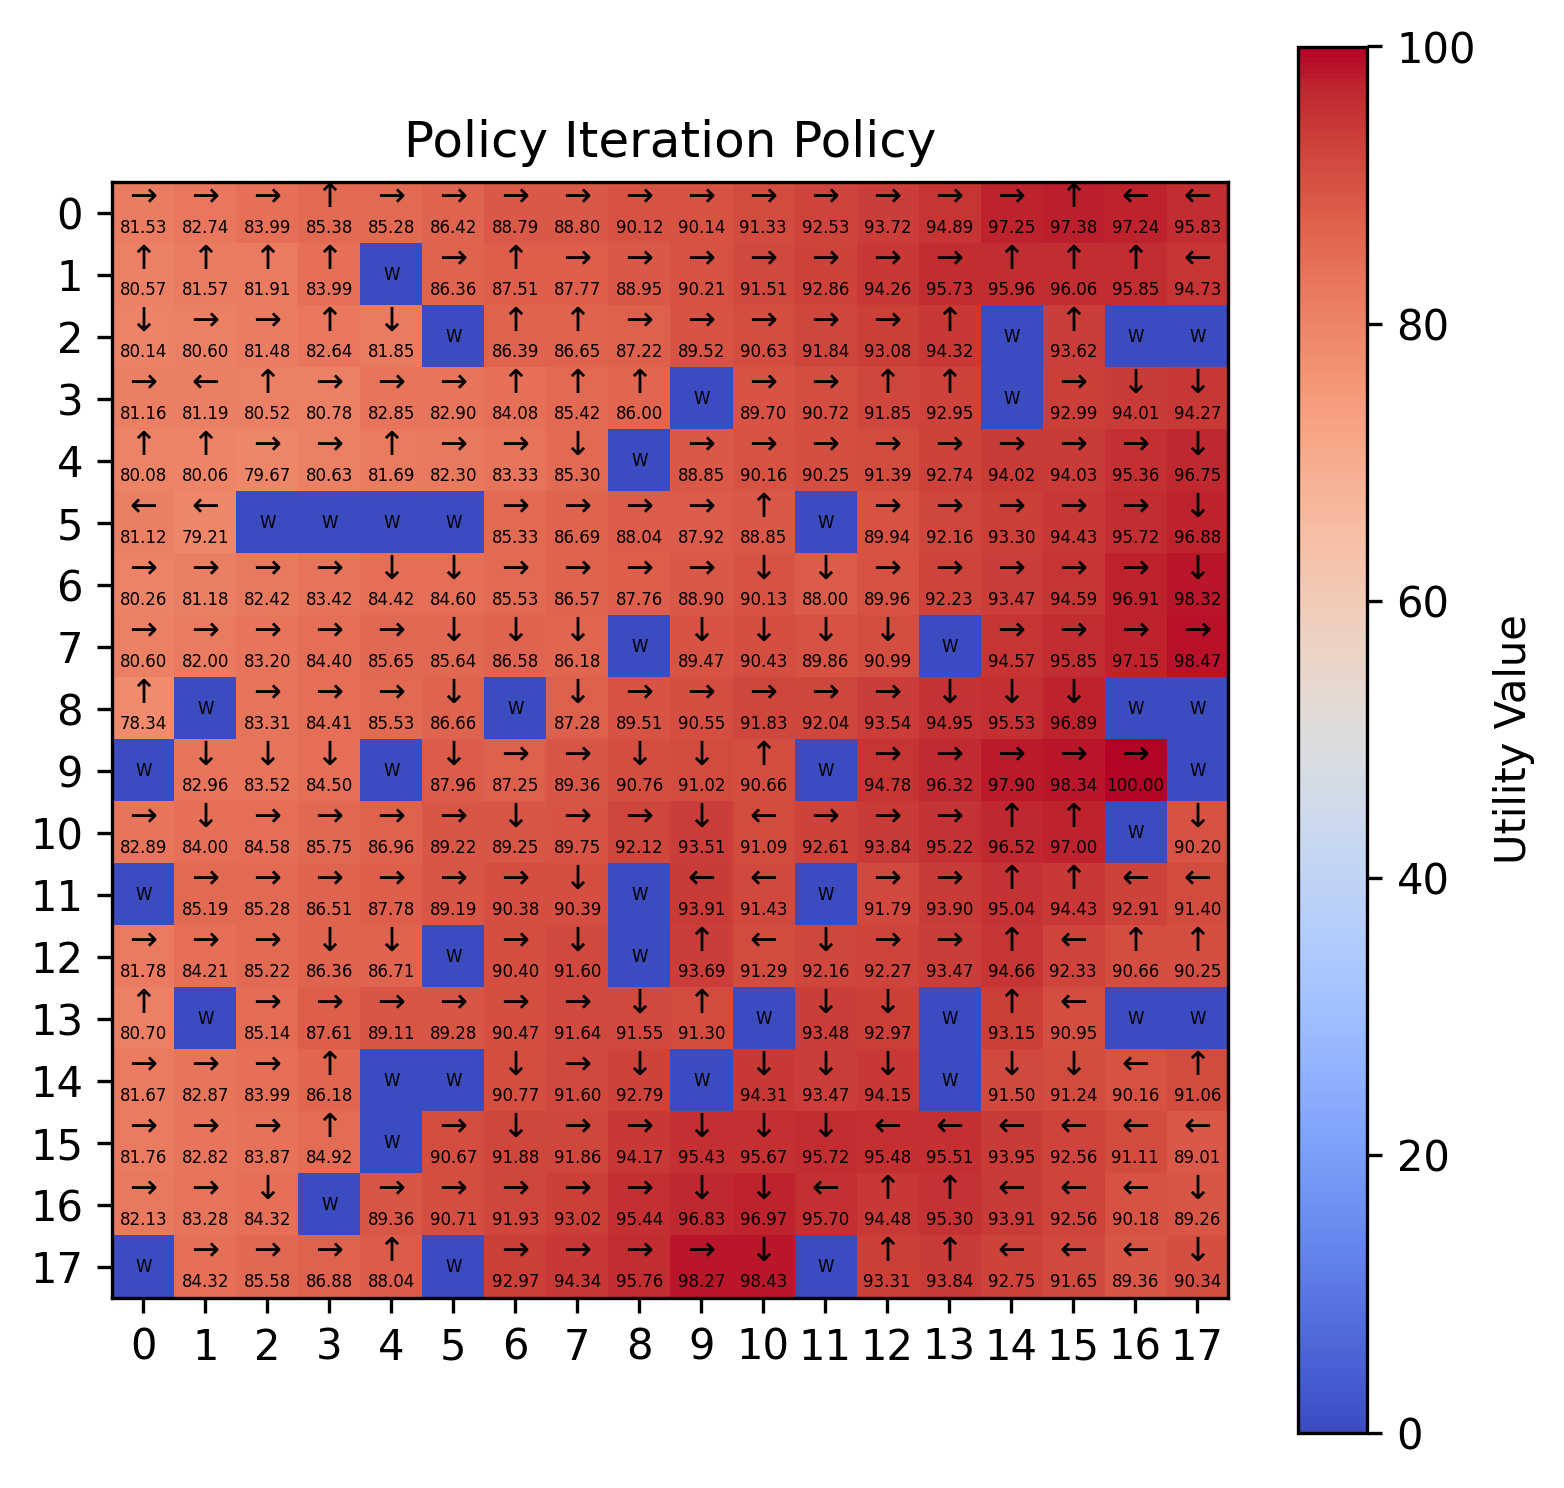 Policy Iteration Policy
100
80
60
40
20
0
Utility Value
0 → 81.53 → 82.74 → 83.99 ↑ 85.38 → 85.28 → 86.42 → 88.79 → 88.80 → 90.12 → 90.14 → 91.33 → 92.53 → 93.72 → 94.89 → 97.25 ↑ 97.38 ← 97.24 ← 95.83
1 ↑ 80.57 ↑ 81.57 ↑ 81.91 ↑ 83.99 W → 86.36 ↑ 87.51 → 87.77 → 88.95 → 90.21 → 91.51 → 92.86 → 94.26 → 95.73 ↑ 95.96 ↑ 96.06 ↑ 95.85 ← 94.73
2 ↓ 80.14 → 80.60 → 81.48 ↑ 82.64 ↓ 81.85 W ↑ 86.39 ↑ 86.65 → 87.22 → 89.52 → 90.63 → 91.84 → 93.08 ↑ 94.32 W ↑ 93.62 W W
3 → 81.16 ← 81.19 ↑ 80.52 → 80.78 → 82.85 → 82.90 ↑ 84.08 ↑ 85.42 ↑ 86.00 W → 89.70 → 90.72 ↑ 91.85 ↑ 92.95 W → 92.99 ↓ 94.01 ↓ 94.27
4 ↑ 80.08 ↑ 80.06 → 79.67 → 80.63 ↑ 81.69 → 82.30 → 83.33 ↓ 85.30 W → 88.85 → 90.16 → 90.25 → 91.39 → 92.74 → 94.02 → 94.03 → 95.36 ↓ 96.75
5 ← 81.12 ← 79.21 W W W W → 85.33 → 86.69 → 88.04 → 87.92 ↑ 88.85 W → 89.94 → 92.16 → 93.30 → 94.43 → 95.72 ↓ 96.88
6 → 80.26 → 81.18 → 82.42 → 83.42 ↓ 84.42 ↓ 84.60 → 85.53 → 86.57 → 87.76 → 88.90 ↓ 90.13 ↓ 88.00 → 89.96 → 92.23 → 93.47 → 94.59 → 96.91 ↓ 98.32
7 → 80.60 → 82.00 → 83.20 → 84.40 → 85.65 ↓ 85.64 ↓ 86.58 ↓ 86.18 W ↓ 89.47 ↓ 90.43 ↓ 89.86 ↓ 90.99 W → 94.57 → 95.85 → 97.15 → 98.47
8 ↑ 78.34 W → 83.31 → 84.41 → 85.53 ↓ 86.66 W ↓ 87.28 → 89.51 → 90.55 → 91.83 → 92.04 → 93.54 ↓ 94.95 ↓ 95.53 ↓ 96.89 W W
9 W ↓ 82.96 ↓ 83.52 ↓ 84.50 W ↓ 87.96 → 87.25 → 89.36 ↓ 90.76 ↓ 91.02 ↑ 90.66 W → 94.78 → 96.32 → 97.90 → 98.34 → 100.00 W
10 → 82.89 ↓ 84.00 → 84.58 → 85.75 → 86.96 → 89.22 ↓ 89.25 → 89.75 → 92.12 ↓ 93.51 ← 91.09 → 92.61 → 93.84 → 95.22 ↑ 96.52 ↑ 97.00 W ↓ 90.20
11 W → 85.19 → 85.28 → 86.51 → 87.78 → 89.19 → 90.38 ↓ 90.39 W ← 93.91 ← 91.43 W → 91.79 → 93.90 ↑ 95.04 ↑ 94.43 ← 92.91 ← 91.40
12 → 81.78 → 84.21 → 85.22 ↓ 86.36 ↓ 86.71 W → 90.40 ↓ 91.60 W ↑ 93.69 ← 91.29 ↓ 92.16 → 92.27 → 93.47 ↑ 94.66 ← 92.33 ↑ 90.66 ↑ 90.25
13 ↑ 80.70 W → 85.14 → 87.61 → 89.11 → 89.28 → 90.47 → 91.64 ↓ 91.55 ↑ 91.30 W ↓ 93.48 ↓ 92.97 W ↑ 93.15 ← 90.95 W W
14 → 81.67 → 82.87 → 83.99 ↑ 86.18 W W ↓ 90.77 → 91.60 ↓ 92.79 W ↓ 94.31 ↓ 93.47 ↓ 94.15 W ↓ 91.50 ↓ 91.24 ← 90.16 ↑ 91.06
15 → 81.76 → 82.82 → 83.87 ↑ 84.92 W → 90.67 ↓ 91.88 → 91.86 → 94.17 ↓ 95.43 ↓ 95.67 ↓ 95.72 ← 95.48 ← 95.51 ← 93.95 ← 92.56 ← 91.11 ← 89.01
16 → 82.13 → 83.28 ↓ 84.32 W → 89.36 → 90.71 → 91.93 → 93.02 → 95.44 ↓ 96.83 ↓ 96.97 ← 95.70 ↑ 94.48 ↑ 95.30 ← 93.91 ← 92.56 ← 90.18 ↓ 89.26
17 W → 84.32 → 85.58 → 86.88 ↑ 88.04 W → 92.97 → 94.34 → 95.76 → 98.27 ↓ 98.43 W ↑ 93.31 ↑ 93.84 ← 92.75 ← 91.65 ← 89.36 ↓ 90.34
0 1 2 3 4 5 6 7 8 9 10 11 12 13 14 15 16 17